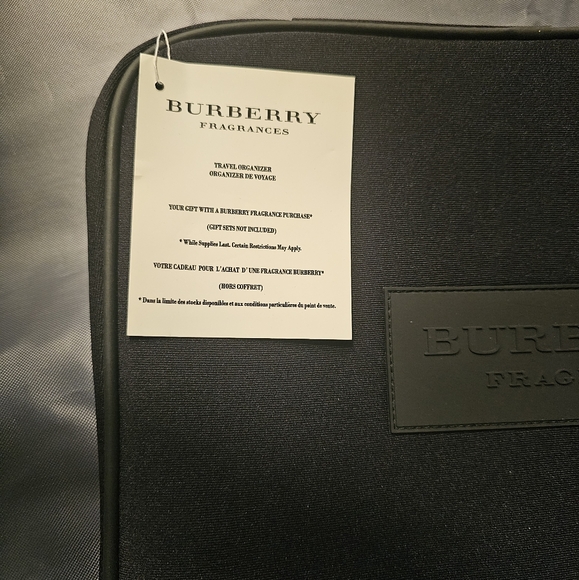 BURBERRY
FRAGRANCES
TRAVEL ORGANIZER
ORGANIZER DE VOYAGE
YOUR GIFT WITH A BURBERRY FRAGRANCE PURCHASE*
(GIFT SETS NOT INCLUDED)
* While Supplies Last. Certain Restrictions May Apply.
VOTRE CADEAU POUR L'ACHAT D'UNE FRAGRANCE BURBERRY*
(HORS COFFRET)
* Dans la limite des stocks disponibles et aux conditions particulières du point de vente.
BURB
FRAG